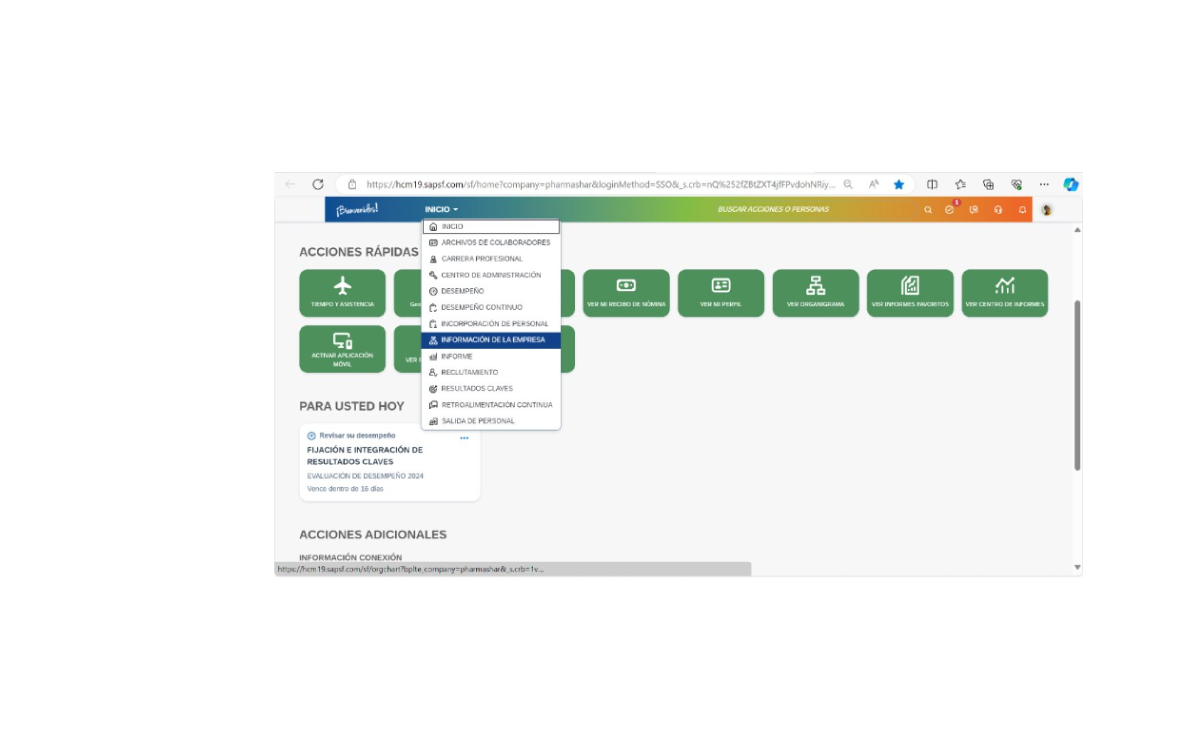 https://hcm19.sapsf.com/sf/home?company=pharmashar&loginMethod=SSO&_s.crb=nQ%252fZBtZXT4jfFPvdohNRiy...
¡Bienvenid@s!
INICIO
BUSCAR ACCIONES O PERSONAS
1
INICIO
ARCHIVOS DE COLABORADORES
CARRERA PROFESIONAL
CENTRO DE ADMINISTRACIÓN
DESEMPEÑO
DESEMPEÑO CONTINUO
INCORPORACIÓN DE PERSONAL
INFORMACIÓN DE LA EMPRESA
INFORME
RECLUTAMIENTO
RESULTADOS CLAVES
RETROALIMENTACIÓN CONTINUA
SALIDA DE PERSONAL
ACCIONES RÁPIDAS
TIEMPO Y ASISTENCIA
VER MI RECIBO DE NÓMINA
VER MI PERFIL
VER ORGANIGRAMA
VER INFORMES FAVORITOS
VER CENTRO DE INFORMES
ACTIVAR APLICACIÓN
MÓVIL
VER
PARA USTED HOY
Revisar su desempeño
FIJACIÓN E INTEGRACIÓN DE
RESULTADOS CLAVES
EVALUACIÓN DE DESEMPEÑO 2024
Vence dentro de 16 días
ACCIONES ADICIONALES
INFORMACIÓN CONEXIÓN
https://hcm19.sapsf.com/sf/orgchart?bplte_company=pharmashar&_s.crb=1v...